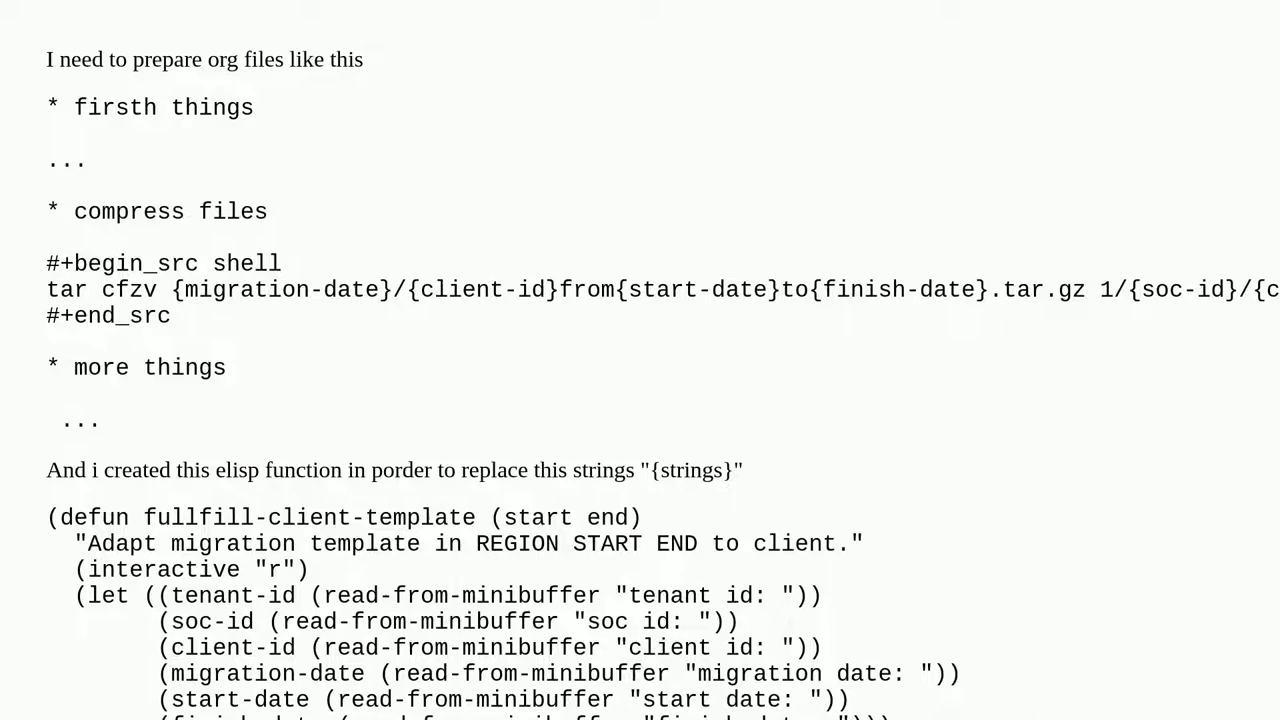 I need to prepare org files like this
* firsth things
...
* compress files
#+begin_src shell
tar cfzv {migration-date}/{client-id}from{start-date}to{finish-date}.tar.gz 1/{soc-id}/{c
#+end_src
* more things
...
And i created this elisp function in porder to replace this strings "{strings}"
(defun fullfill-client-template (start end)
"Adapt migration template in REGION START END to client."
(interactive "r")
(let ((tenant-id (read-from-minibuffer "tenant id: "))
(soc-id (read-from-minibuffer "soc id: "))
(client-id (read-from-minibuffer "client id: "))
(migration-date (read-from-minibuffer "migration date: "))
(start-date (read-from-minibuffer "start date: "))